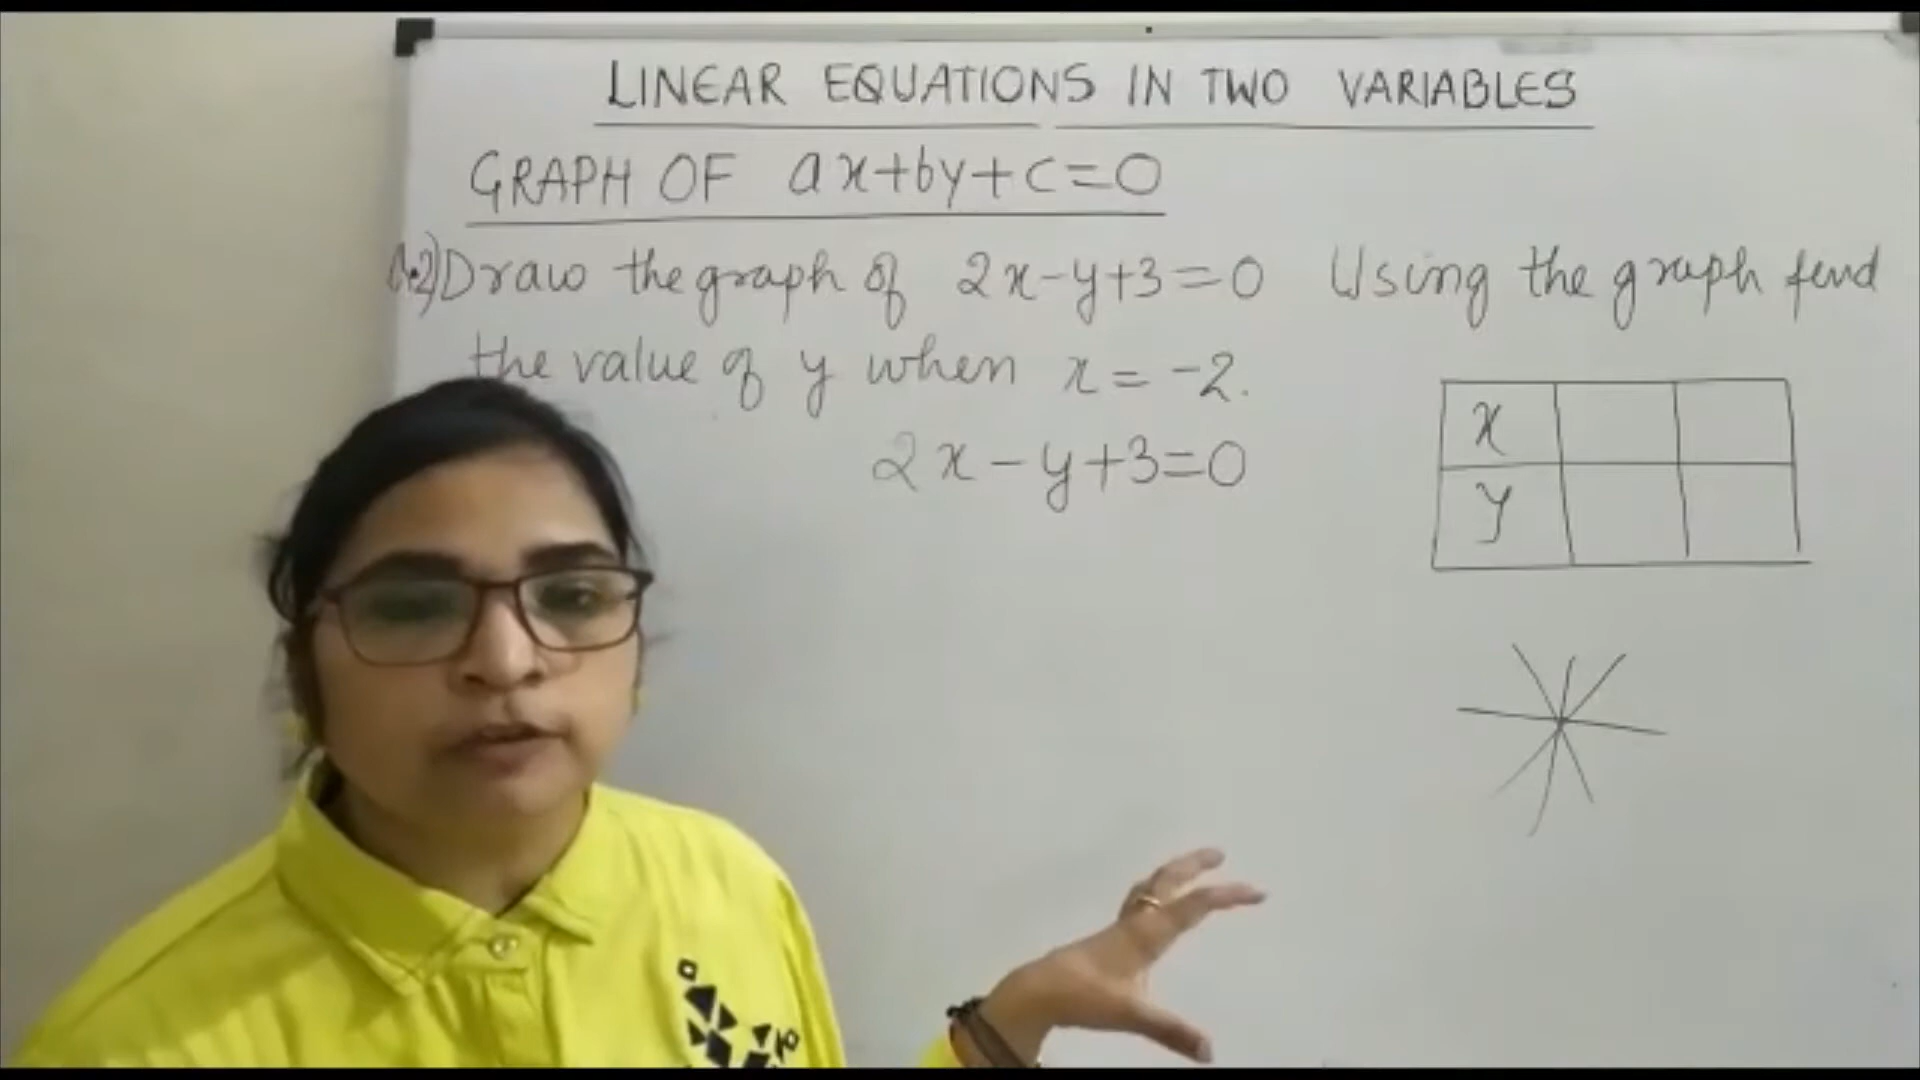 LINEAR EQUATIONS IN TWO VARIABLES
GRAPH OF ax+by+c=0
Q.2) Draw the graph of 2x-y+3=0 Using the graph find
the value of y when x = -2.
2x-y+3=0
x
y